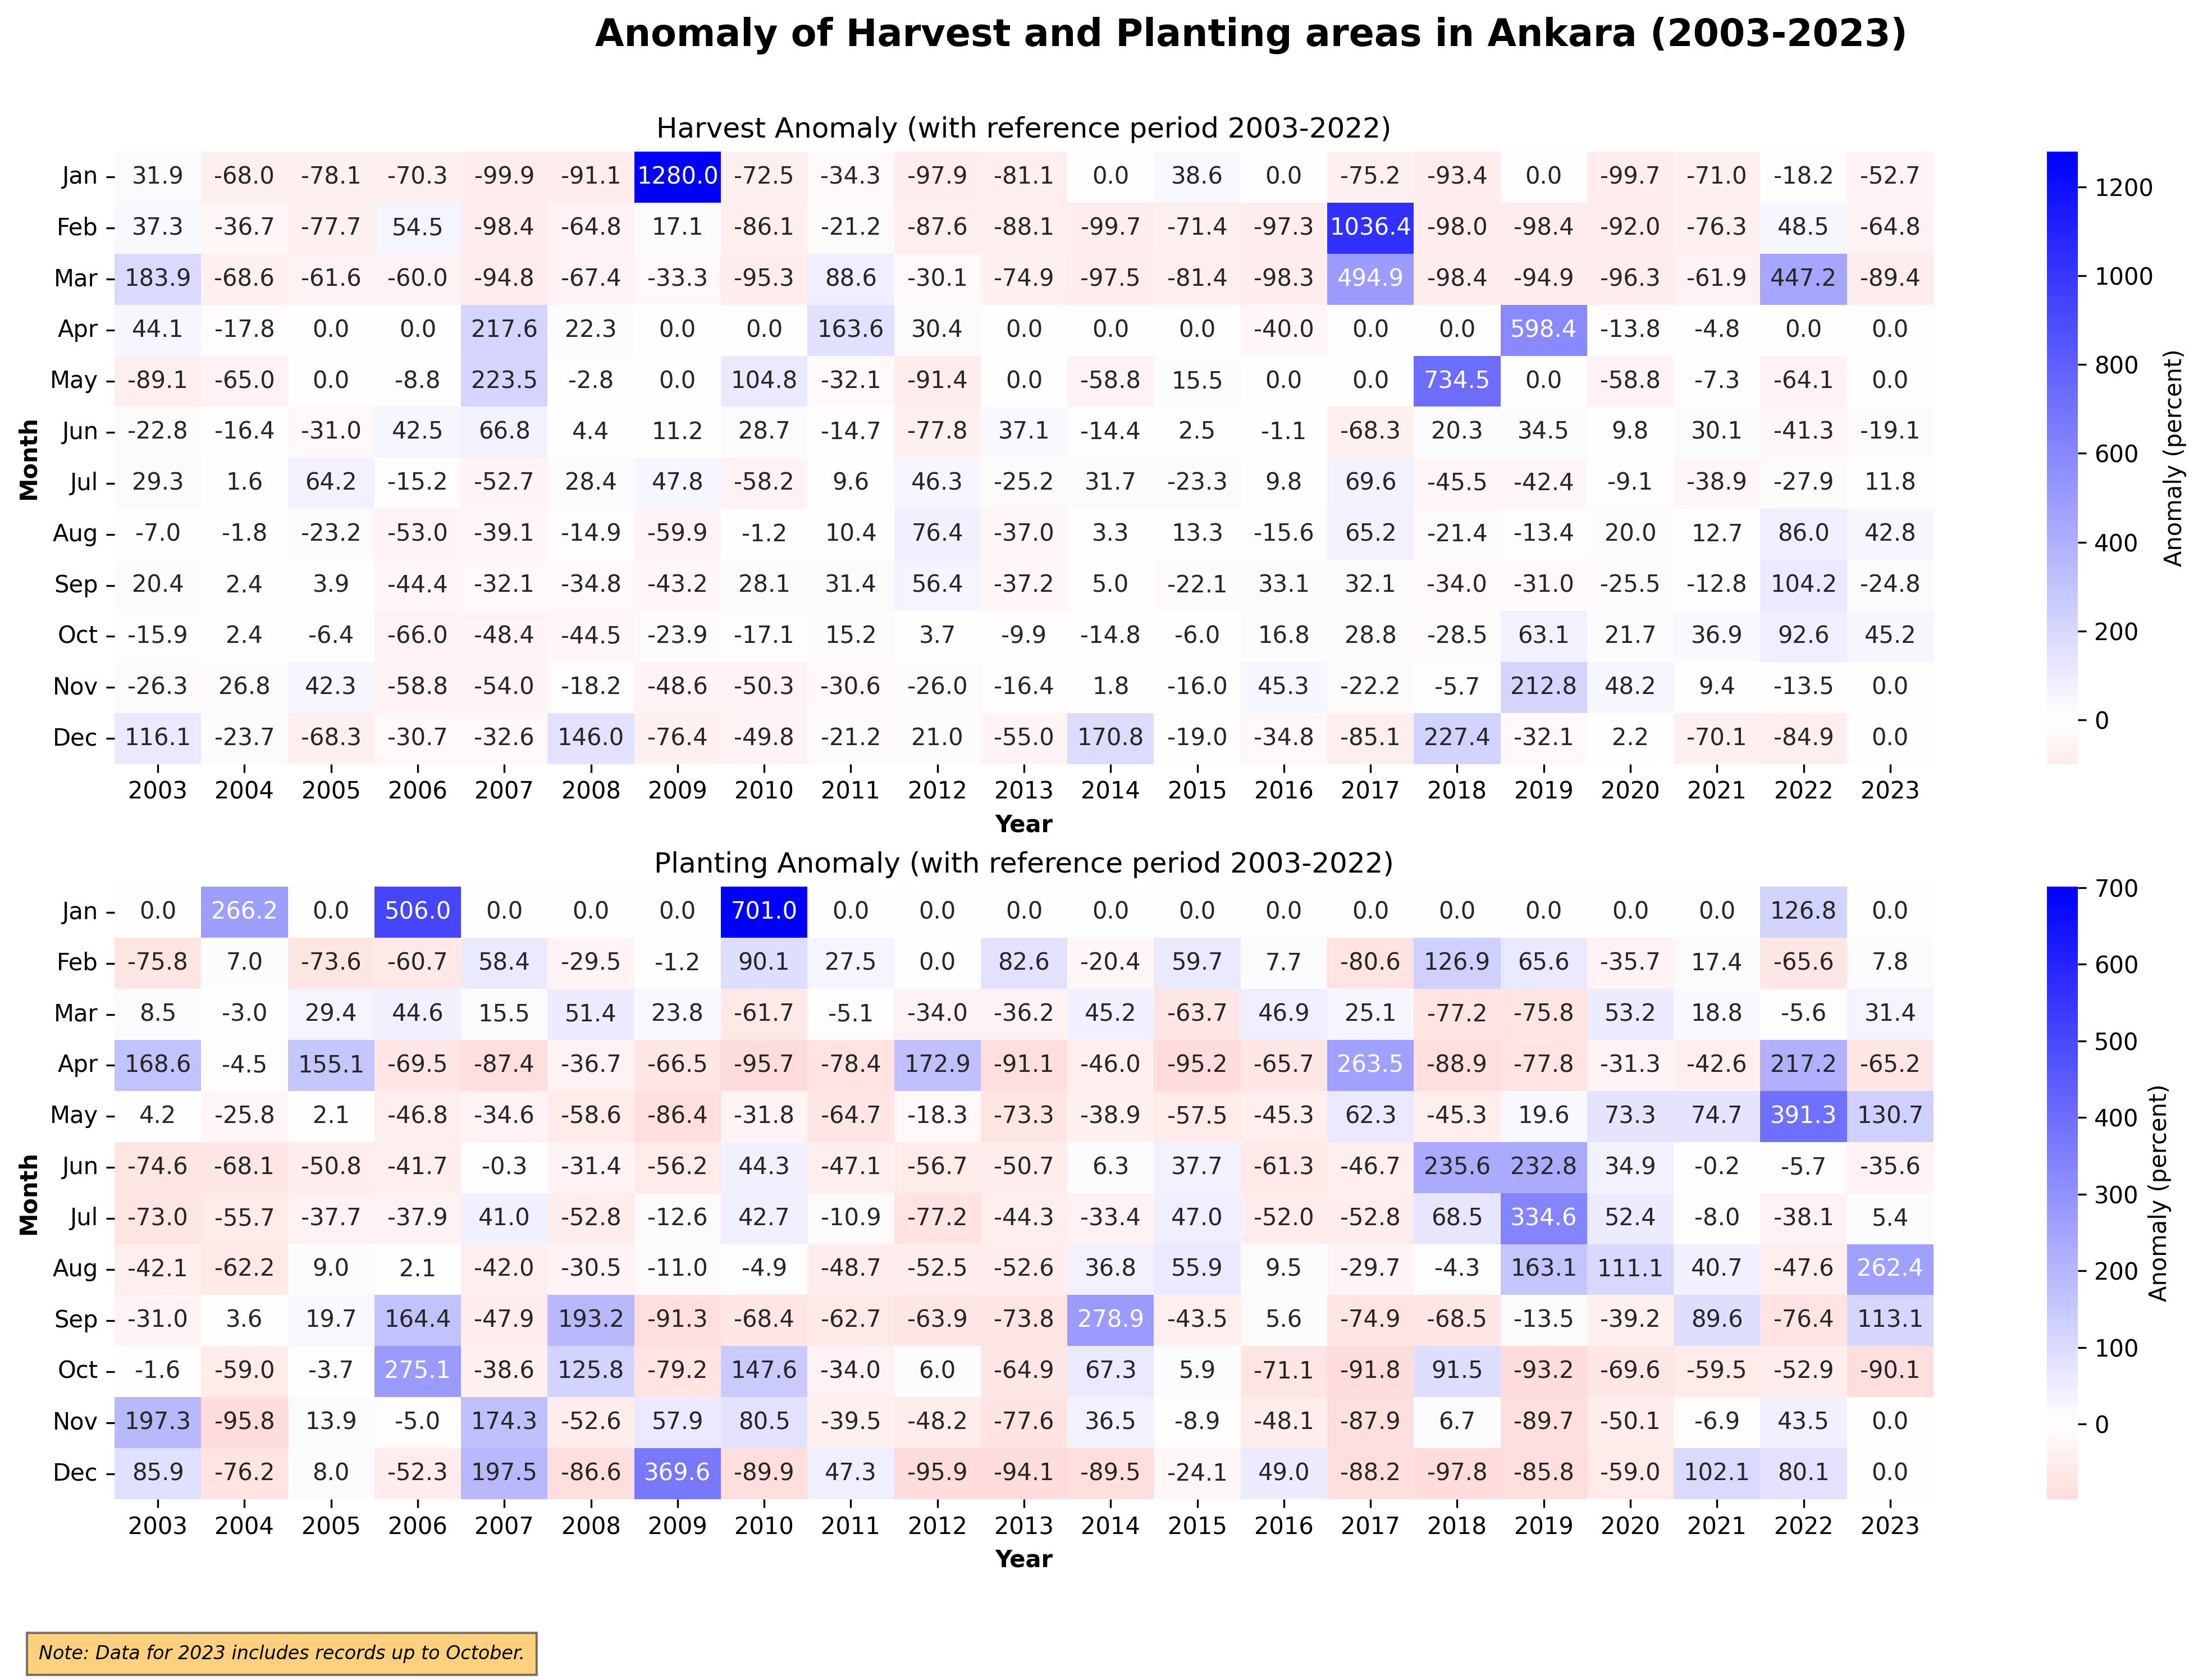 Anomaly of Harvest and Planting areas in Ankara (2003-2023)
Harvest Anomaly (with reference period 2003-2022)
Jan 31.9 -68.0 -78.1 -70.3 -99.9 -91.1 1280.0 -72.5 -34.3 -97.9 -81.1 0.0 38.6 0.0 -75.2 -93.4 0.0 -99.7 -71.0 -18.2 -52.7
Feb 37.3 -36.7 -77.7 54.5 -98.4 -64.8 17.1 -86.1 -21.2 -87.6 -88.1 -99.7 -71.4 -97.3 1036.4 -98.0 -98.4 -92.0 -76.3 48.5 -64.8
Mar 183.9 -68.6 -61.6 -60.0 -94.8 -67.4 -33.3 -95.3 88.6 -30.1 -74.9 -97.5 -81.4 -98.3 494.9 -98.4 -94.9 -96.3 -61.9 447.2 -89.4
Apr 44.1 -17.8 0.0 0.0 217.6 22.3 0.0 0.0 163.6 30.4 0.0 0.0 0.0 -40.0 0.0 0.0 598.4 -13.8 -4.8 0.0 0.0
May -89.1 -65.0 0.0 -8.8 223.5 -2.8 0.0 104.8 -32.1 -91.4 0.0 -58.8 15.5 0.0 0.0 734.5 0.0 -58.8 -7.3 -64.1 0.0
Jun -22.8 -16.4 -31.0 42.5 66.8 4.4 11.2 28.7 -14.7 -77.8 37.1 -14.4 2.5 -1.1 -68.3 20.3 34.5 9.8 30.1 -41.3 -19.1
Jul 29.3 1.6 64.2 -15.2 -52.7 28.4 47.8 -58.2 9.6 46.3 -25.2 31.7 -23.3 9.8 69.6 -45.5 -42.4 -9.1 -38.9 -27.9 11.8
Aug -7.0 -1.8 -23.2 -53.0 -39.1 -14.9 -59.9 -1.2 10.4 76.4 -37.0 3.3 13.3 -15.6 65.2 -21.4 -13.4 20.0 12.7 86.0 42.8
Sep 20.4 2.4 3.9 -44.4 -32.1 -34.8 -43.2 28.1 31.4 56.4 -37.2 5.0 -22.1 33.1 32.1 -34.0 -31.0 -25.5 -12.8 104.2 -24.8
Oct -15.9 2.4 -6.4 -66.0 -48.4 -44.5 -23.9 -17.1 15.2 3.7 -9.9 -14.8 -6.0 16.8 28.8 -28.5 63.1 21.7 36.9 92.6 45.2
Nov -26.3 26.8 42.3 -58.8 -54.0 -18.2 -48.6 -50.3 -30.6 -26.0 -16.4 1.8 -16.0 45.3 -22.2 -5.7 212.8 48.2 9.4 -13.5 0.0
Dec 116.1 -23.7 -68.3 -30.7 -32.6 146.0 -76.4 -49.8 -21.2 21.0 -55.0 170.8 -19.0 -34.8 -85.1 227.4 -32.1 2.2 -70.1 -84.9 0.0
2003 2004 2005 2006 2007 2008 2009 2010 2011 2012 2013 2014 2015 2016 2017 2018 2019 2020 2021 2022 2023
Year
Month
1200
1000
800
600
400
200
0
Anomaly (percent)
Planting Anomaly (with reference period 2003-2022)
Jan 0.0 266.2 0.0 506.0 0.0 0.0 0.0 701.0 0.0 0.0 0.0 0.0 0.0 0.0 0.0 0.0 0.0 0.0 0.0 126.8 0.0
Feb -75.8 7.0 -73.6 -60.7 58.4 -29.5 -1.2 90.1 27.5 0.0 82.6 -20.4 59.7 7.7 -80.6 126.9 65.6 -35.7 17.4 -65.6 7.8
Mar 8.5 -3.0 29.4 44.6 15.5 51.4 23.8 -61.7 -5.1 -34.0 -36.2 45.2 -63.7 46.9 25.1 -77.2 -75.8 53.2 18.8 -5.6 31.4
Apr 168.6 -4.5 155.1 -69.5 -87.4 -36.7 -66.5 -95.7 -78.4 172.9 -91.1 -46.0 -95.2 -65.7 263.5 -88.9 -77.8 -31.3 -42.6 217.2 -65.2
May 4.2 -25.8 2.1 -46.8 -34.6 -58.6 -86.4 -31.8 -64.7 -18.3 -73.3 -38.9 -57.5 -45.3 62.3 -45.3 19.6 73.3 74.7 391.3 130.7
Jun -74.6 -68.1 -50.8 -41.7 -0.3 -31.4 -56.2 44.3 -47.1 -56.7 -50.7 6.3 37.7 -61.3 -46.7 235.6 232.8 34.9 -0.2 -5.7 -35.6
Jul -73.0 -55.7 -37.7 -37.9 41.0 -52.8 -12.6 42.7 -10.9 -77.2 -44.3 -33.4 47.0 -52.0 -52.8 68.5 334.6 52.4 -8.0 -38.1 5.4
Aug -42.1 -62.2 9.0 2.1 -42.0 -30.5 -11.0 -4.9 -48.7 -52.5 -52.6 36.8 55.9 9.5 -29.7 -4.3 163.1 111.1 40.7 -47.6 262.4
Sep -31.0 3.6 19.7 164.4 -47.9 193.2 -91.3 -68.4 -62.7 -63.9 -73.8 278.9 -43.5 5.6 -74.9 -68.5 -13.5 -39.2 89.6 -76.4 113.1
Oct -1.6 -59.0 -3.7 275.1 -38.6 125.8 -79.2 147.6 -34.0 6.0 -64.9 67.3 5.9 -71.1 -91.8 91.5 -93.2 -69.6 -59.5 -52.9 -90.1
Nov 197.3 -95.8 13.9 -5.0 174.3 -52.6 57.9 80.5 -39.5 -48.2 -77.6 36.5 -8.9 -48.1 -87.9 6.7 -89.7 -50.1 -6.9 43.5 0.0
Dec 85.9 -76.2 8.0 -52.3 197.5 -86.6 369.6 -89.9 47.3 -95.9 -94.1 -89.5 -24.1 49.0 -88.2 -97.8 -85.8 -59.0 102.1 80.1 0.0
2003 2004 2005 2006 2007 2008 2009 2010 2011 2012 2013 2014 2015 2016 2017 2018 2019 2020 2021 2022 2023
Year
Month
700
600
500
400
300
200
100
0
Anomaly (percent)
Note: Data for 2023 includes records up to October.